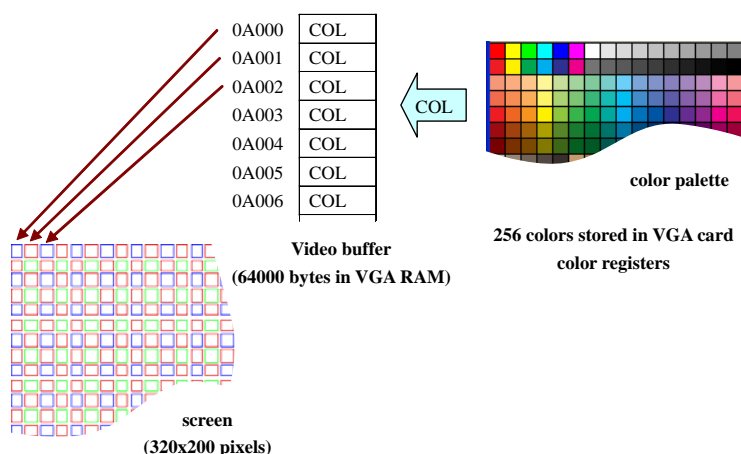 0A000 COL
0A001 COL
0A002 COL
0A003 COL
0A004 COL
0A005 COL
0A006 COL
COL
color palette
Video buffer
(64000 bytes in VGA RAM)
256 colors stored in VGA card
color registers
screen
(320x200 pixels)